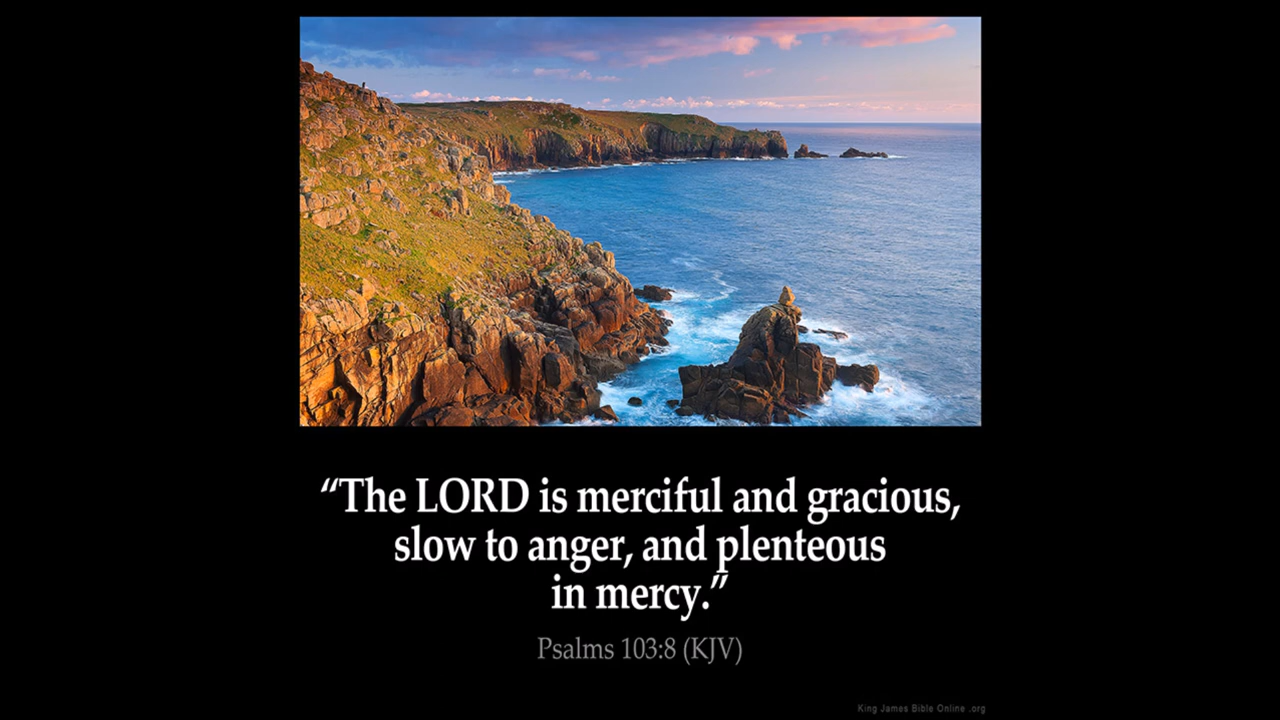 “The LORD is merciful and gracious,
slow to anger, and plenteous
in mercy.”
Psalms 103:8 (KJV)
King James Bible Online .org